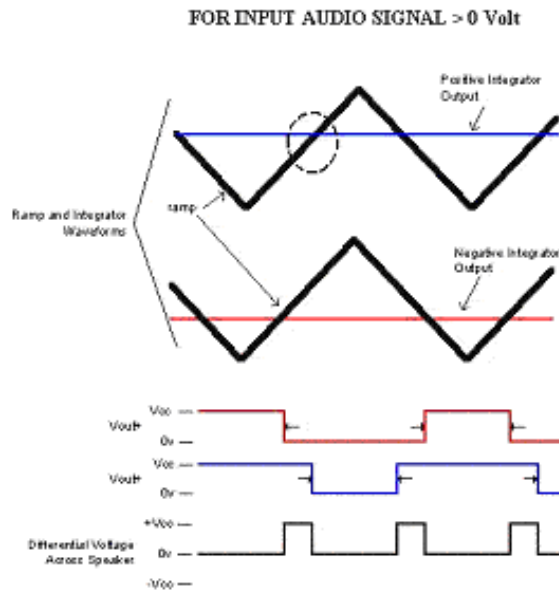 FOR INPUT AUDIO SIGNAL > 0 Volt
Positive Integrator
Output
Ramp and Integrator
Waveforms
ramp
Negative Integrator
Output
Vcc
Vout+
0v
Vcc
Vout+
0v
+Vcc
Differential Voltage
Across Speaker
0v
-Vcc